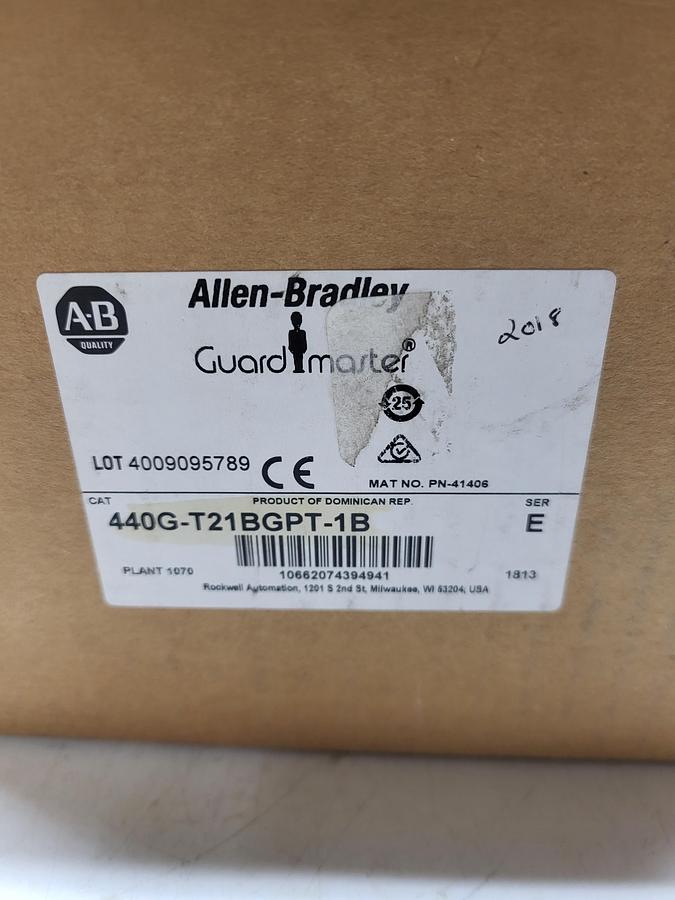 A-B
QUALITY
Allen-Bradley
Guardmaster®
2018
25
LOT 4009095789 CE
MAT NO. PN-41406
CAT
PRODUCT OF DOMINICAN REP.
SER
440G-T21BGPT-1B
E
PLANT 1070
10662074394941
1813
Rockwell Automation, 1201 S 2nd St, Milwaukee, WI 53204, USA